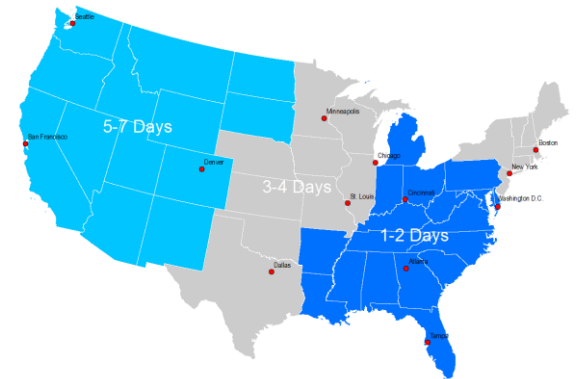 Seattle
Minneapolis
5-7 Days
San Francisco
Boston
Chicago
Denver
New York
3-4 Days
St. Louis
Cincinnati
Washington D.C.
1-2 Days
Dallas
Atlanta
Tampa